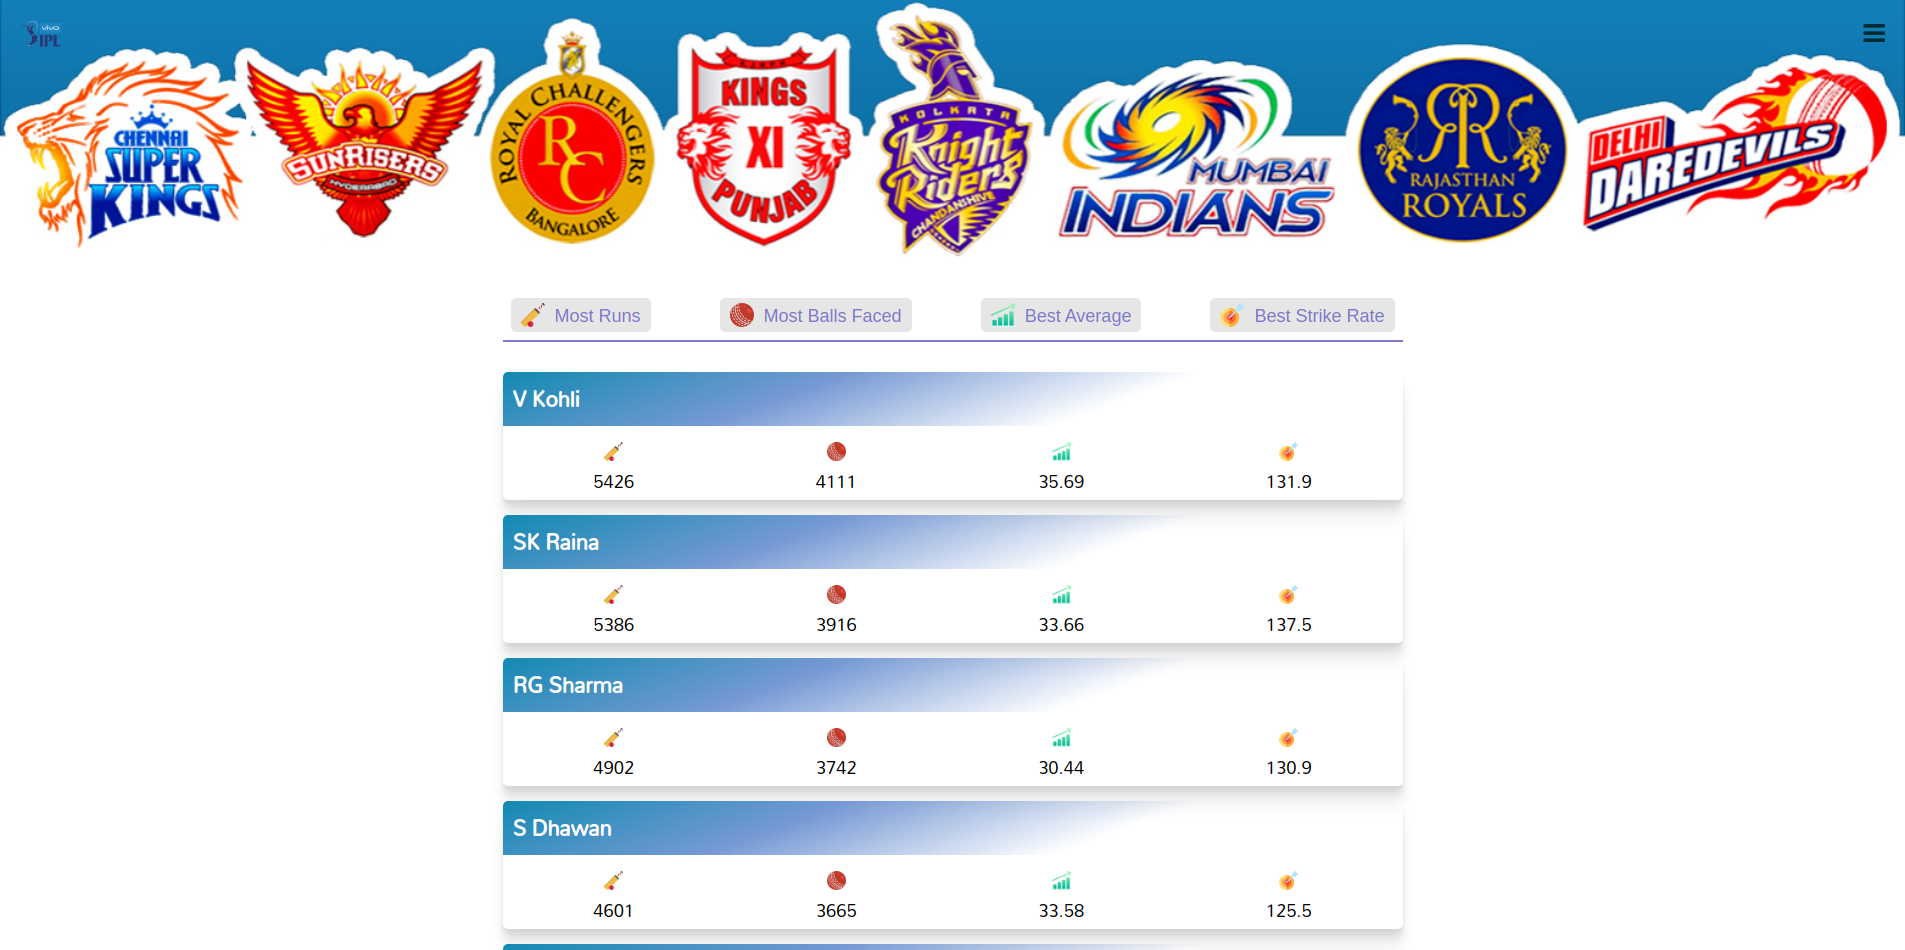 vivo
IPL
CHENNAI
SUPER
KINGS
SUNRISERS
HYDERABAD
ROYAL CHALLENGERS
RC
BANGALORE
KINGS
XI
PUNJAB
KOLKATA
Knight
Riders
MUMBAI
INDIANS
RR
RAJASTHAN
ROYALS
DELHI
DAREDEVILS
Most Runs
Most Balls Faced
Best Average
Best Strike Rate
V Kohli
5426 4111 35.69 131.9
SK Raina
5386 3916 33.66 137.5
RG Sharma
4902 3742 30.44 130.9
S Dhawan
4601 3665 33.58 125.5